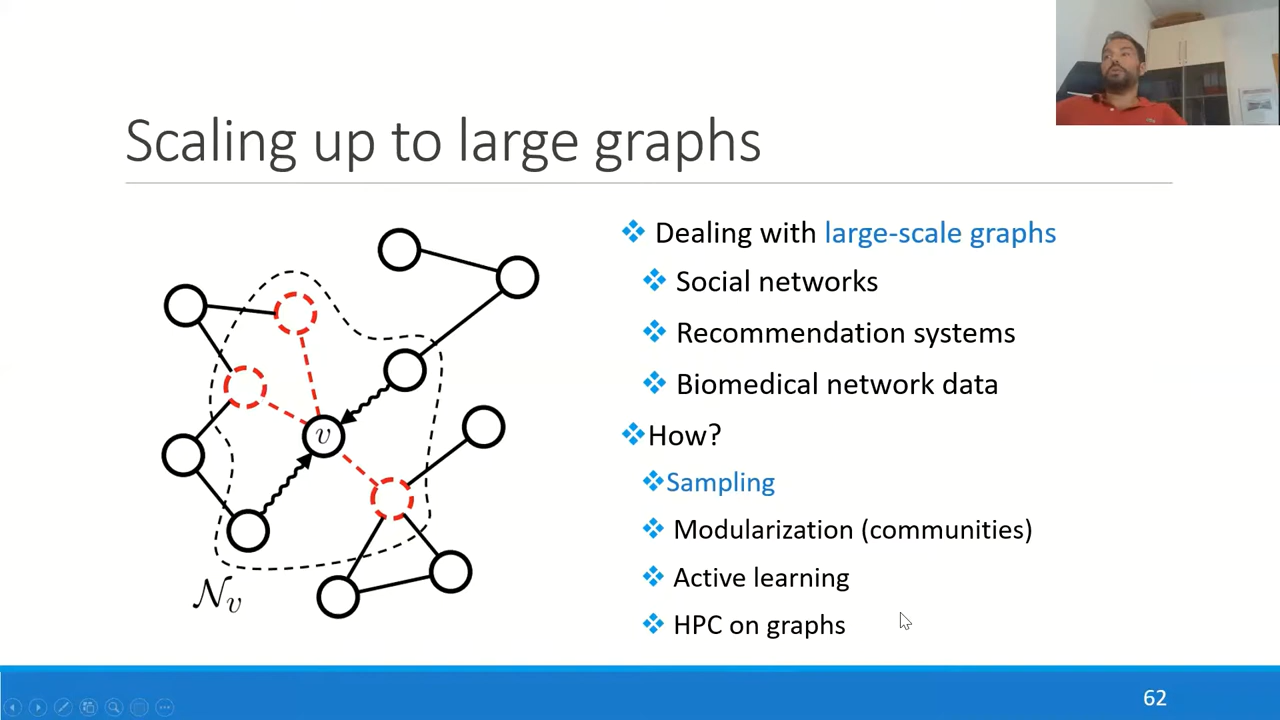 Scaling up to large graphs
Dealing with large-scale graphs
Social networks
Recommendation systems
Biomedical network data
How?
Sampling
Modularization (communities)
Active learning
HPC on graphs
v
𝒩v
62